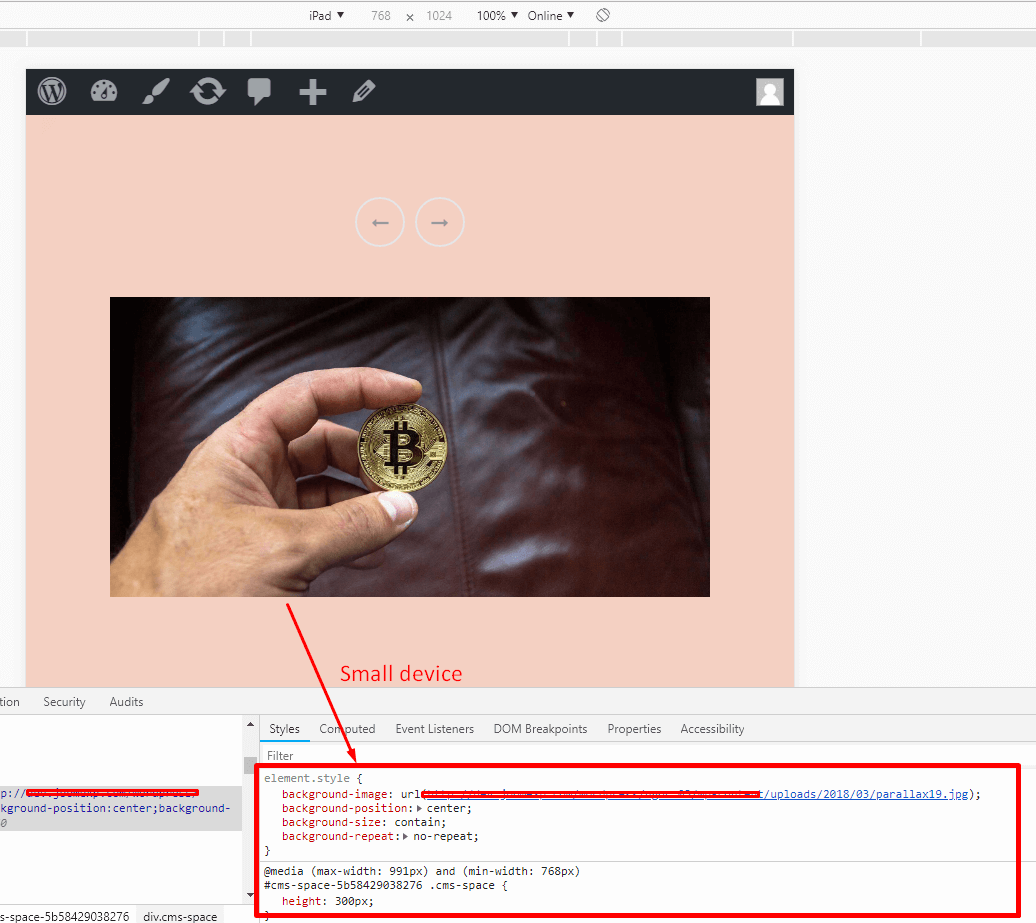 iPad ▼ 768 × 1024 100% ▼ Online ▼
B
Small device
tion Security Audits
Styles Computed Event Listeners DOM Breakpoints Properties Accessibility
Filter
element.style {
p://
background-image: url(/uploads/2018/03/parallax19.jpg);
kground-position:center;background-
background-position: center;
0
background-size: contain;
background-repeat: no-repeat;
}
@media (max-width: 991px) and (min-width: 768px)
#cms-space-5b58429038276 .cms-space {
height: 300px;
}
s-space-5b58429038276 div.cms-space